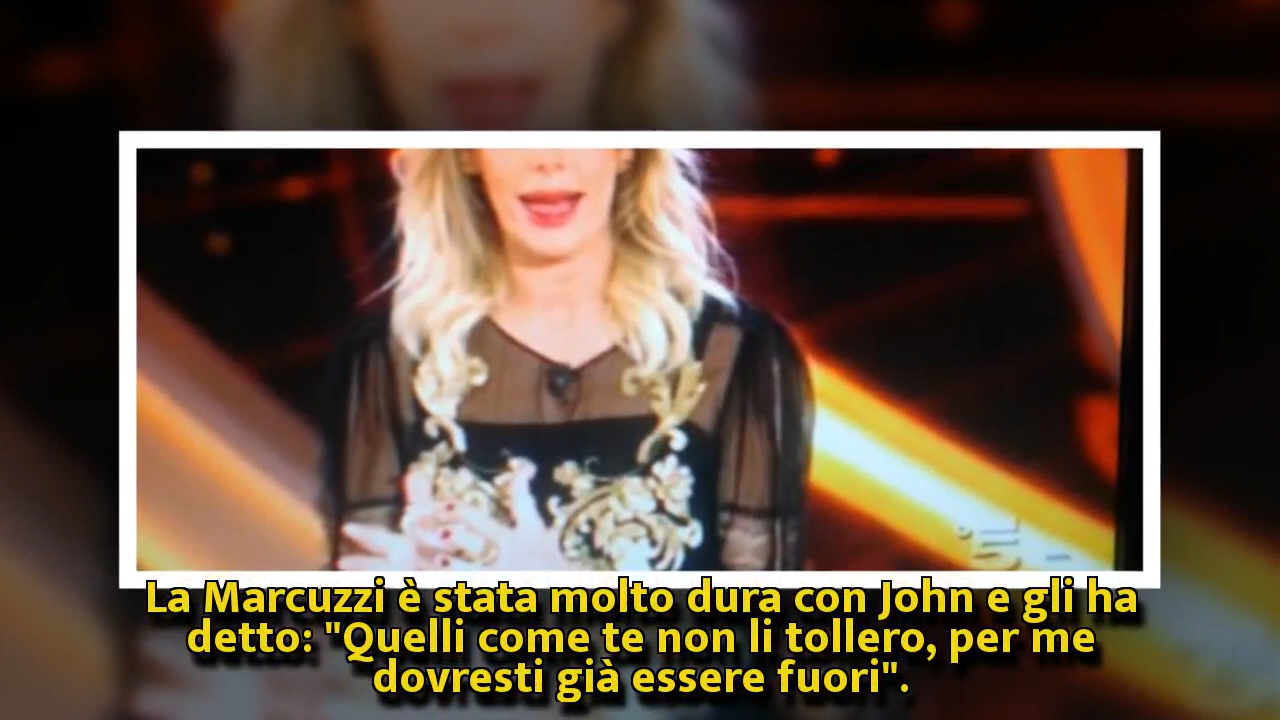 La Marcuzzi è stata molto dura con John e gli ha
detto: "Quelli come te non li tollero, per me
dovresti già essere fuori".